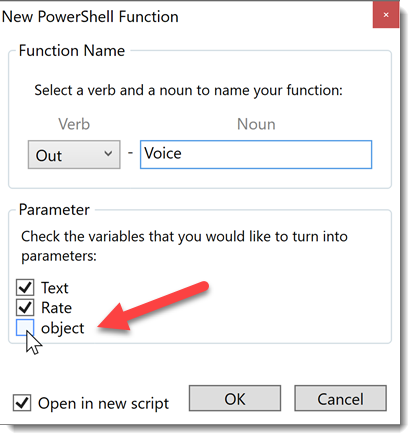 New PowerShell Function
×
Function Name
Select a verb and a noun to name your function:
Verb Noun
Out - Voice
Parameter
Check the variables that you would like to turn into
parameters:
Text
Rate
object
Open in new script OK Cancel